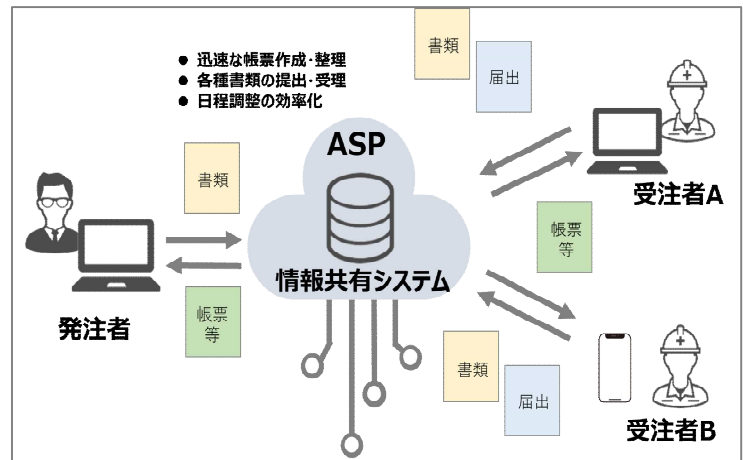 ● 迅速な帳票作成･整理
● 各種書類の提出･受理
● 日程調整の効率化
書類
届出
ASP
書類
受注者A
帳票
等
情報共有システム
発注者
帳票
等
書類
届出
受注者B